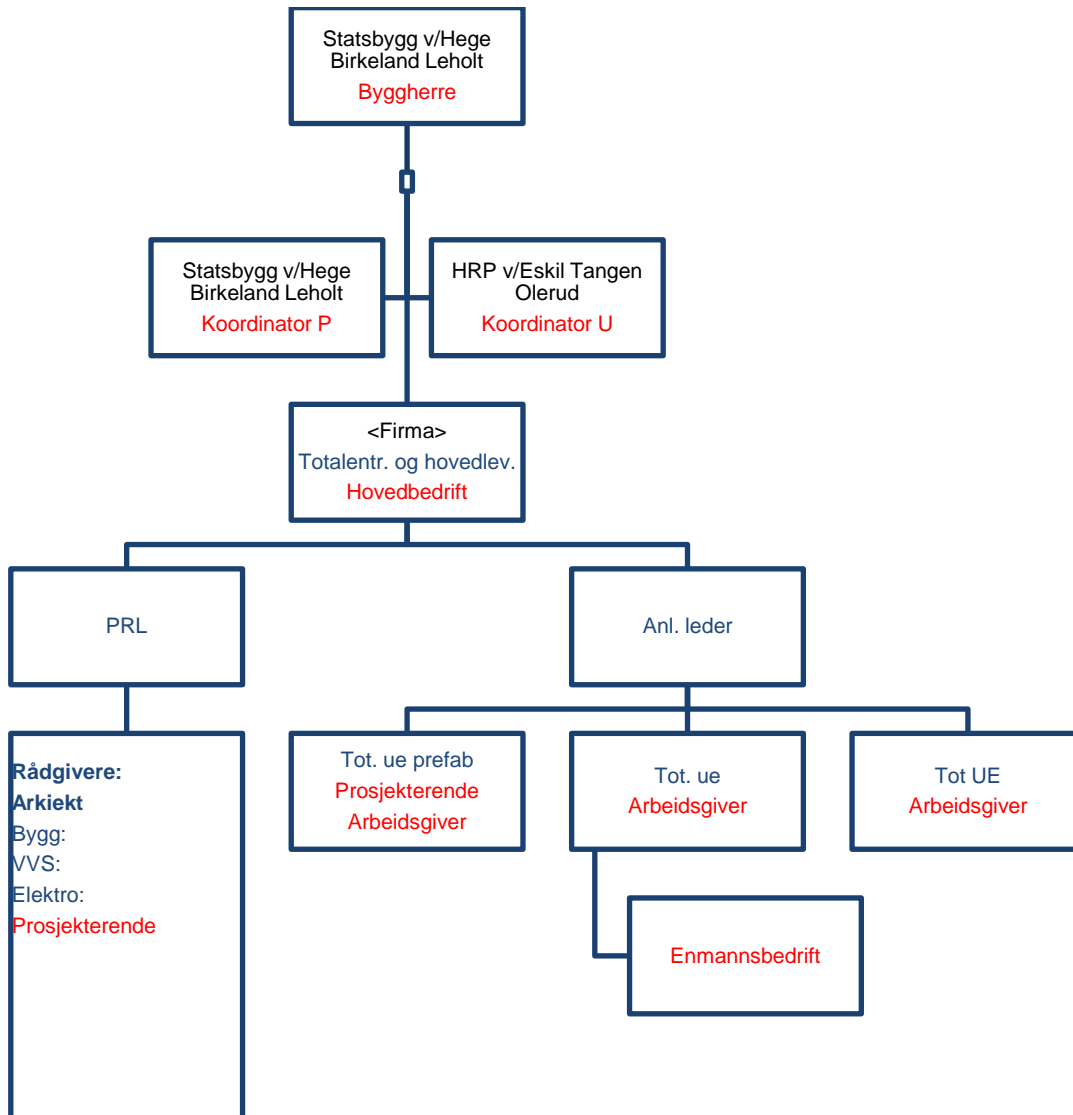 Statsbygg v/Hege
Birkeland Leholt
Byggherre
Statsbygg v/Hege
Birkeland Leholt
Koordinator P
HRP v/Eskil Tangen
Olerud
Koordinator U
<Firma>
Totalentr. og hovedlev.
Hovedbedrift
PRL
Anl. leder
Rådgivere:
Arkiekt
Bygg:
VVS:
Elektro:
Prosjekterende
Tot. ue prefab
Prosjekterende
Arbeidsgiver
Tot. ue
Arbeidsgiver
Tot UE
Arbeidsgiver
Enmannsbedrift